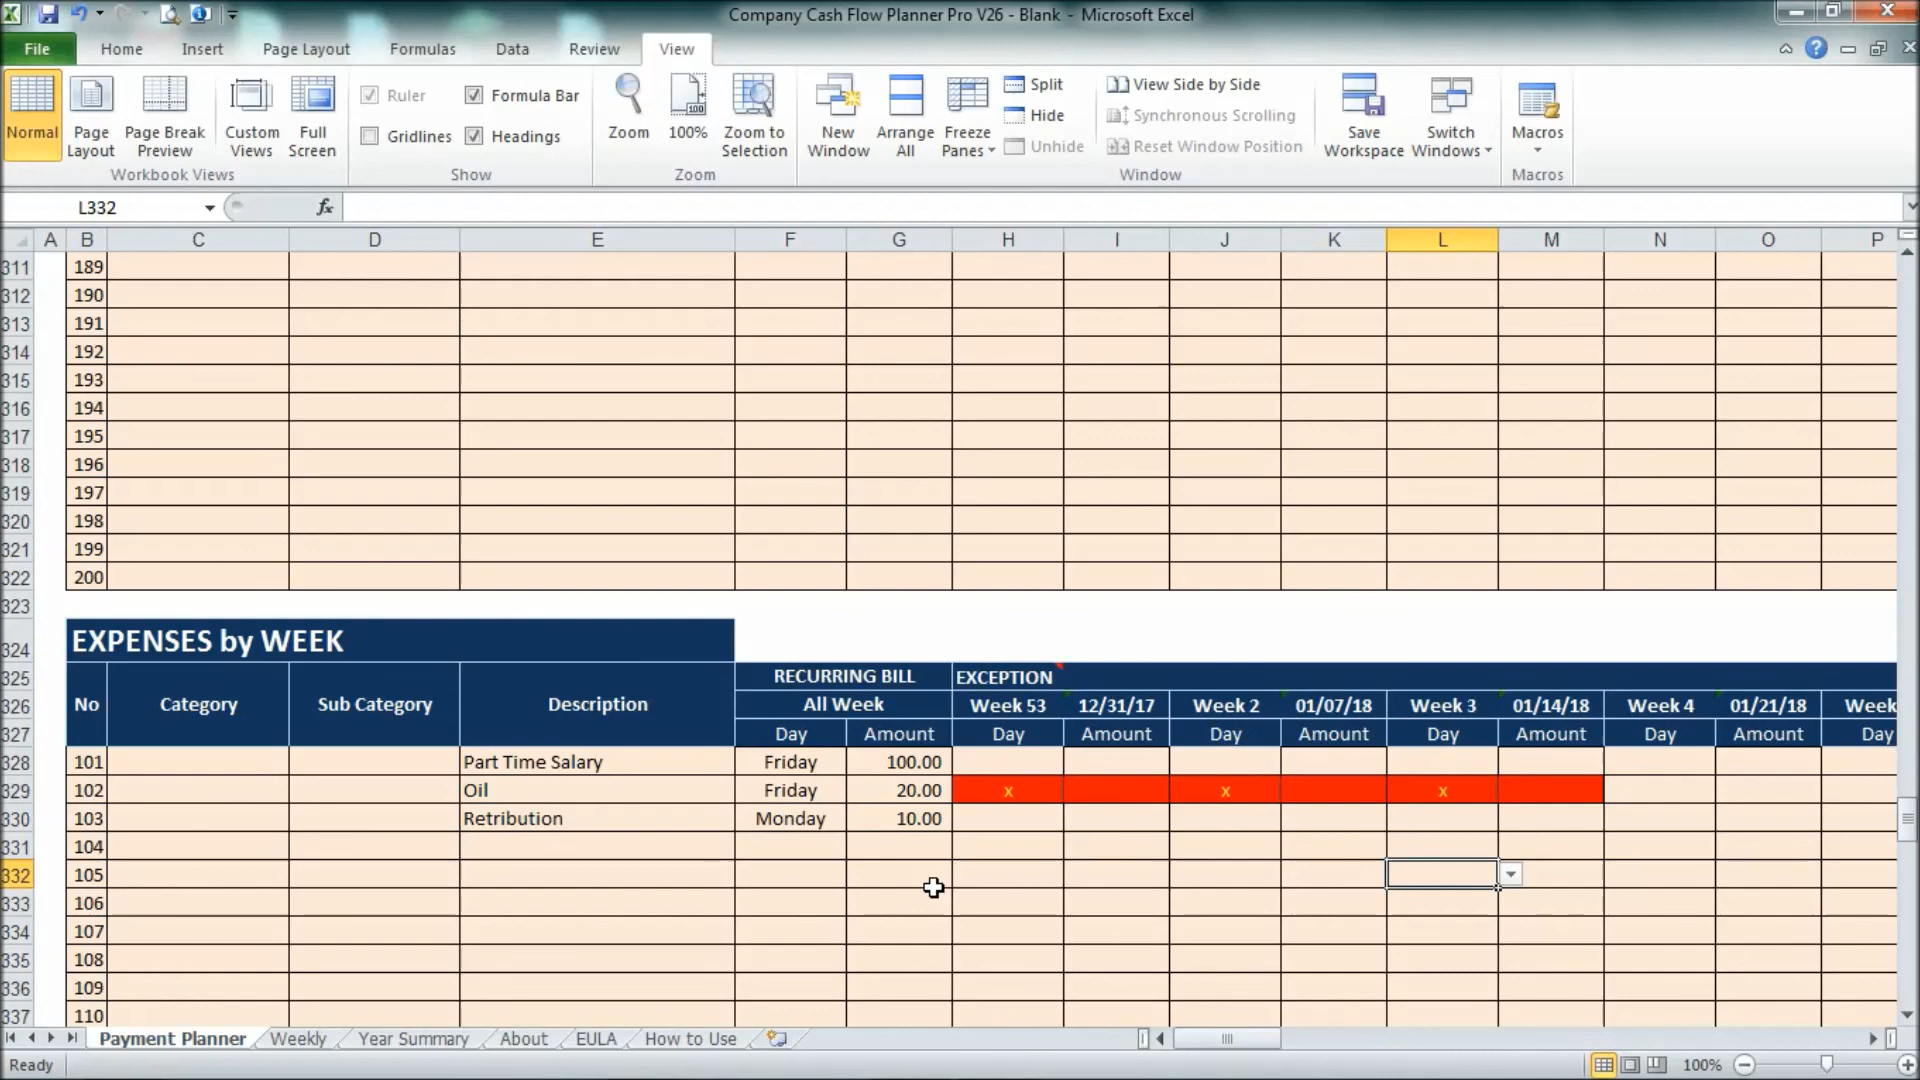 Company Cash Flow Planner Pro V26 - Blank - Microsoft Excel
File Home Insert Page Layout Formulas Data Review View
Normal Page Layout Page Break Preview Custom Views Full Screen
Workbook Views
Ruler Formula Bar
Gridlines Headings
Show
Zoom 100% Zoom to Selection
Zoom
New Window Arrange All Freeze Panes
Split
Hide
Unhide
View Side by Side
Synchronous Scrolling
Reset Window Position
Save Workspace Switch Windows
Window
Macros
Macros
L332 fx
A B C D E F G H I J K L M N O P
311 189
312 190
313 191
314 192
315 193
316 194
317 195
318 196
319 197
320 198
321 199
322 200
323
324 EXPENSES by WEEK
325 RECURRING BILL EXCEPTION
326 No Category Sub Category Description All Week Week 53 12/31/17 Week 2 01/07/18 Week 3 01/14/18 Week 4 01/21/18 Week
327 Day Amount Day Amount Day Amount Day Amount Day Amount Day
328 101 Part Time Salary Friday 100.00
329 102 Oil Friday 20.00 x x x
330 103 Retribution Monday 10.00
331 104
332 105
333 106
334 107
335 108
336 109
337 110
Payment Planner Weekly Year Summary About EULA How to Use
Ready 100%